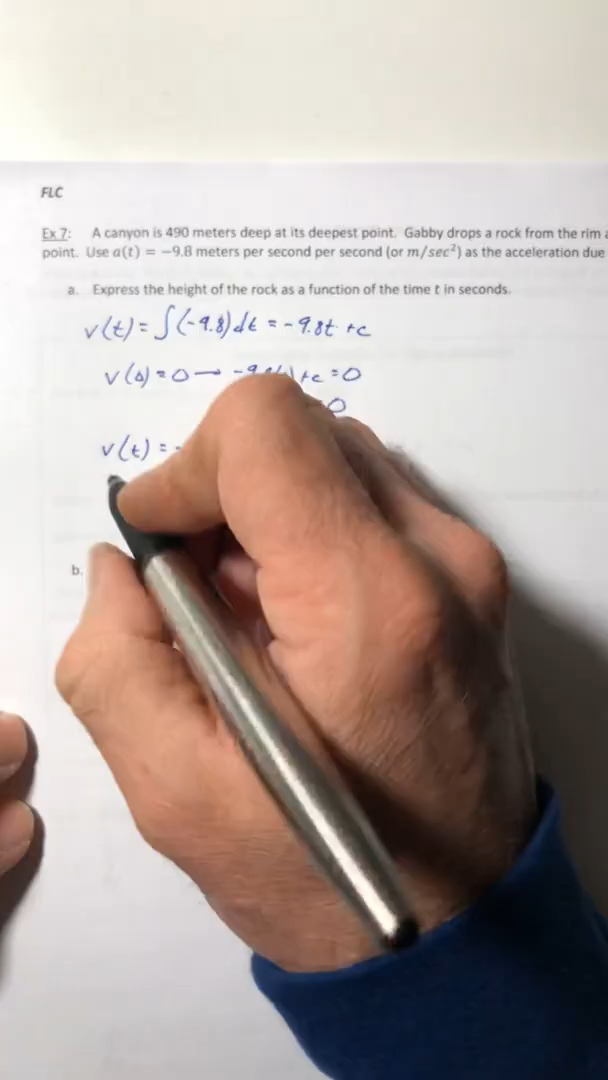 FLC
Ex 7: A canyon is 490 meters deep at its deepest point. Gabby drops a rock from the rim
point. Use a(t) = −9.8 meters per second per second (or m/sec²) as the acceleration due
a. Express the height of the rock as a function of the time t in seconds.
v(t) = ∫(-9.8)dt = -9.8t + c
v(0) = 0 → +c = 0
0
v(t) = -
b.